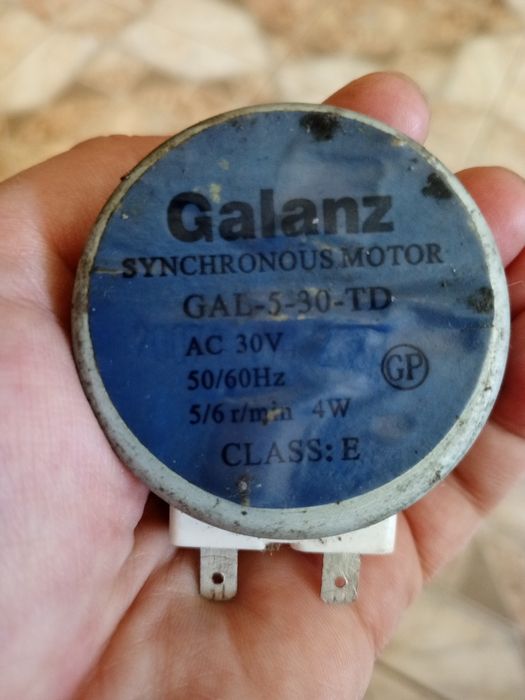 Galanz
SYNCHRONOUS MOTOR
GAL-5-30-TD
AC 30V
50/60Hz
GP
5/6 r/min 4W
CLASS: E